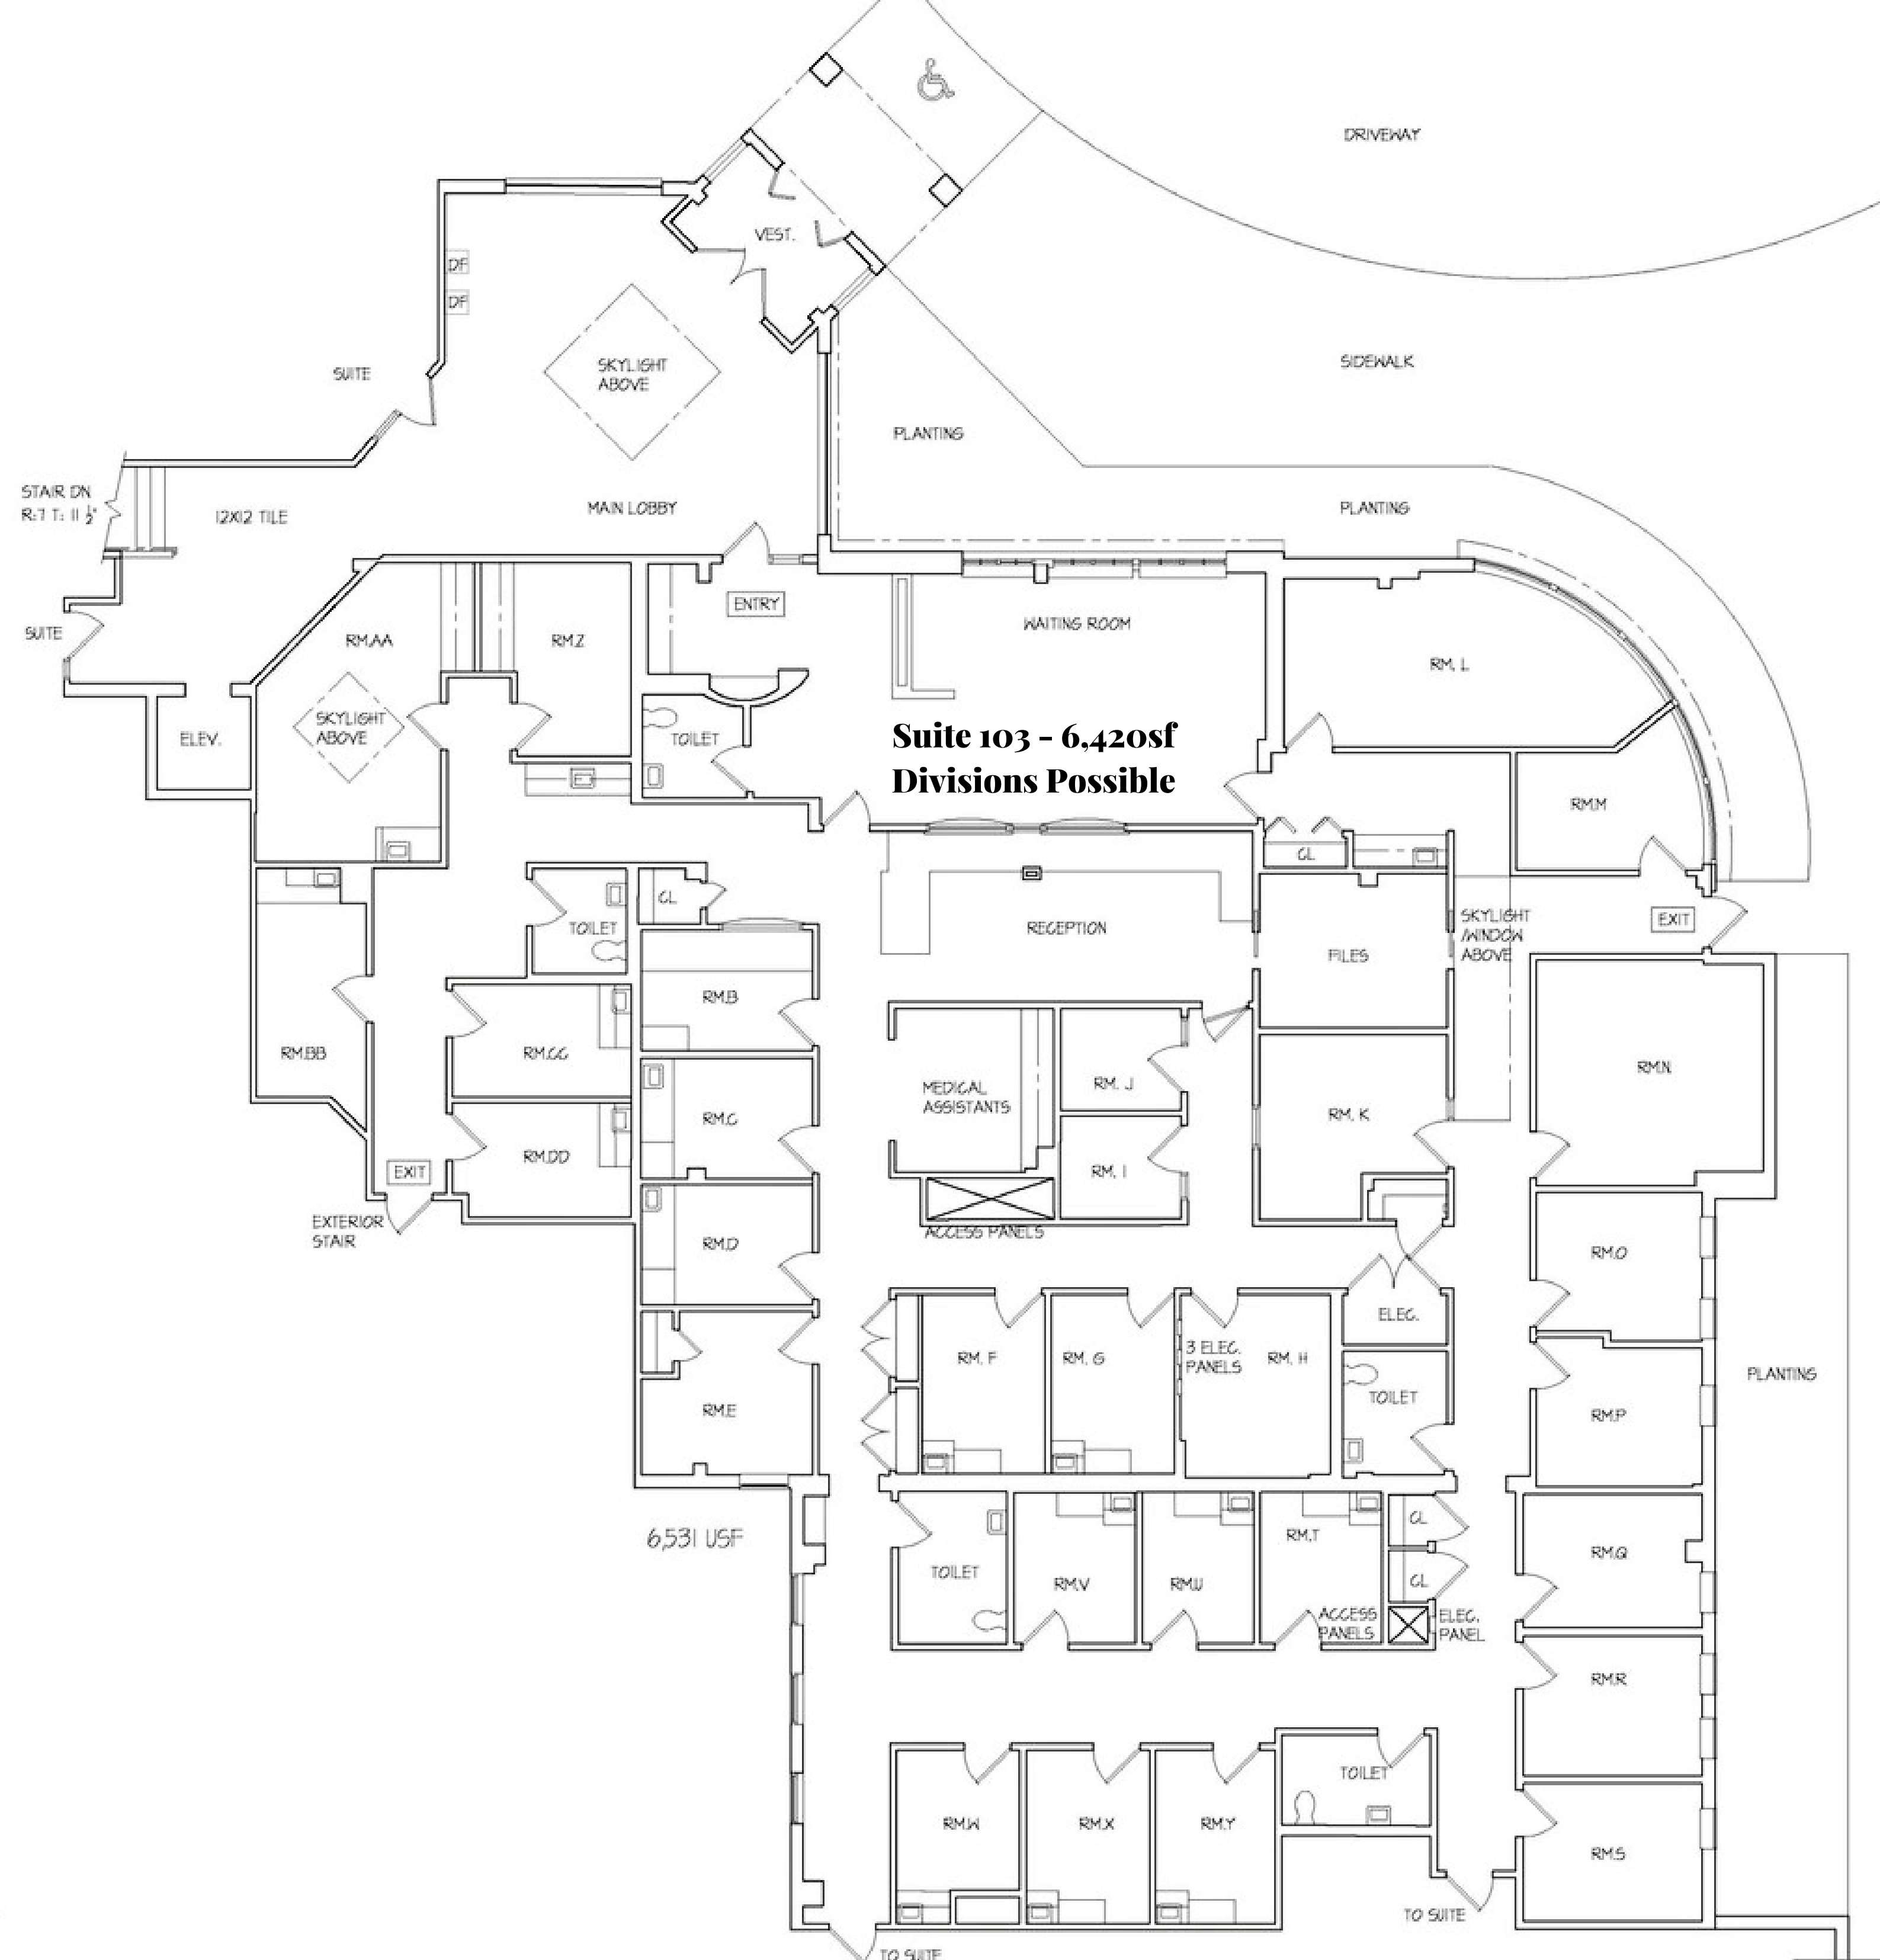 DRIVEWAY
VEST.
DF
DF
SKYLIGHT
ABOVE
SUITE
SIDEWALK
PLANTING
STAIR DN
R:7 T: 11 ½"
12X12 TILE
MAIN LOBBY
PLANTING
ENTRY
WAITING ROOM
SUITE
RM.AA
RM.Z
RM. L
SKYLIGHT
ABOVE
ELEV.
TOILET
Suite 103 - 6,420sf
Divisions Possible
RM.M
CL
CL
TOILET
RECEPTION
FILES
SKYLIGHT
/WINDOW
ABOVE
EXIT
RM.B
RM.BB
RM.CC
MEDICAL
ASSISTANTS
RM. J
RM. K
RM.N
RM.C
RM.DD
RM. I
EXIT
EXTERIOR
STAIR
RM.D
ACCESS PANELS
RM.O
ELEC.
RM. F
RM. G
3 ELEC.
PANELS
RM. H
TOILET
PLANTING
RM.E
RM.P
6,531 USF
TOILET
RM.V
RM.U
RM.T
CL
CL
RM.Q
ACCESS
PANELS
ELEC.
PANEL
RM.R
TOILET
RM.W
RM.X
RM.Y
RM.S
TO SUITE
TO SUITE